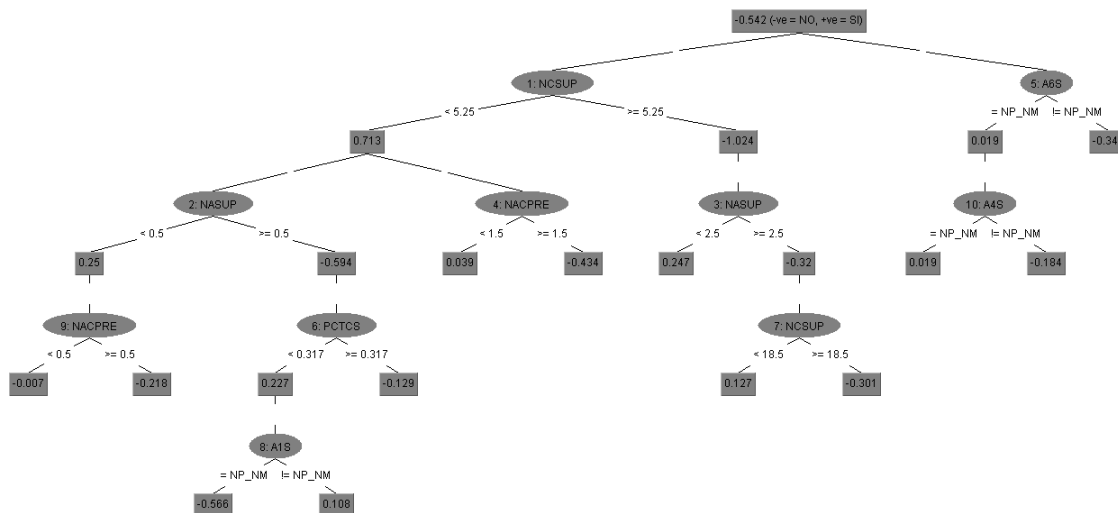 -0.542 (-ve = NO, +ve = SI)
1: NCSUP
5: A6S
< 5.25
>= 5.25
= NP_NM
!= NP_NM
0.713
-1.024
0.019
-0.34
2: NASUP
4: NACPRE
3: NASUP
10: A4S
< 0.5
>= 0.5
< 1.5
>= 1.5
< 2.5
>= 2.5
= NP_NM
!= NP_NM
0.25
-0.594
0.039
-0.434
0.247
-0.32
0.019
-0.184
9: NACPRE
6: PCTCS
7: NCSUP
< 0.5
>= 0.5
< 0.317
>= 0.317
< 18.5
>= 18.5
-0.007
-0.218
0.227
-0.129
0.127
-0.301
8: A1S
= NP_NM
!= NP_NM
-0.566
0.108